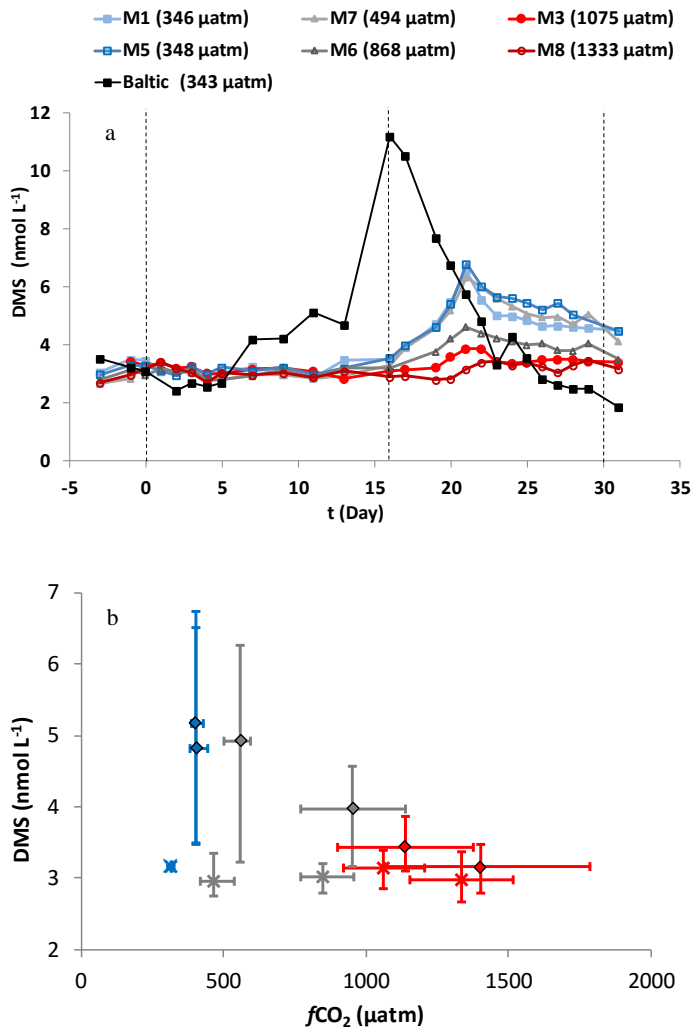 M1 (346 µatm) M7 (494 µatm) M3 (1075 µatm)
M5 (348 µatm) M6 (868 µatm) M8 (1333 µatm)
Baltic (343 µatm)
a
12
10
8
6
4
2
0
DMS (nmol L⁻¹)
-5 0 5 10 15 20 25 30 35
t (Day)
b
7
6
5
4
3
2
DMS (nmol L⁻¹)
0 500 1000 1500 2000
fCO₂ (µatm)